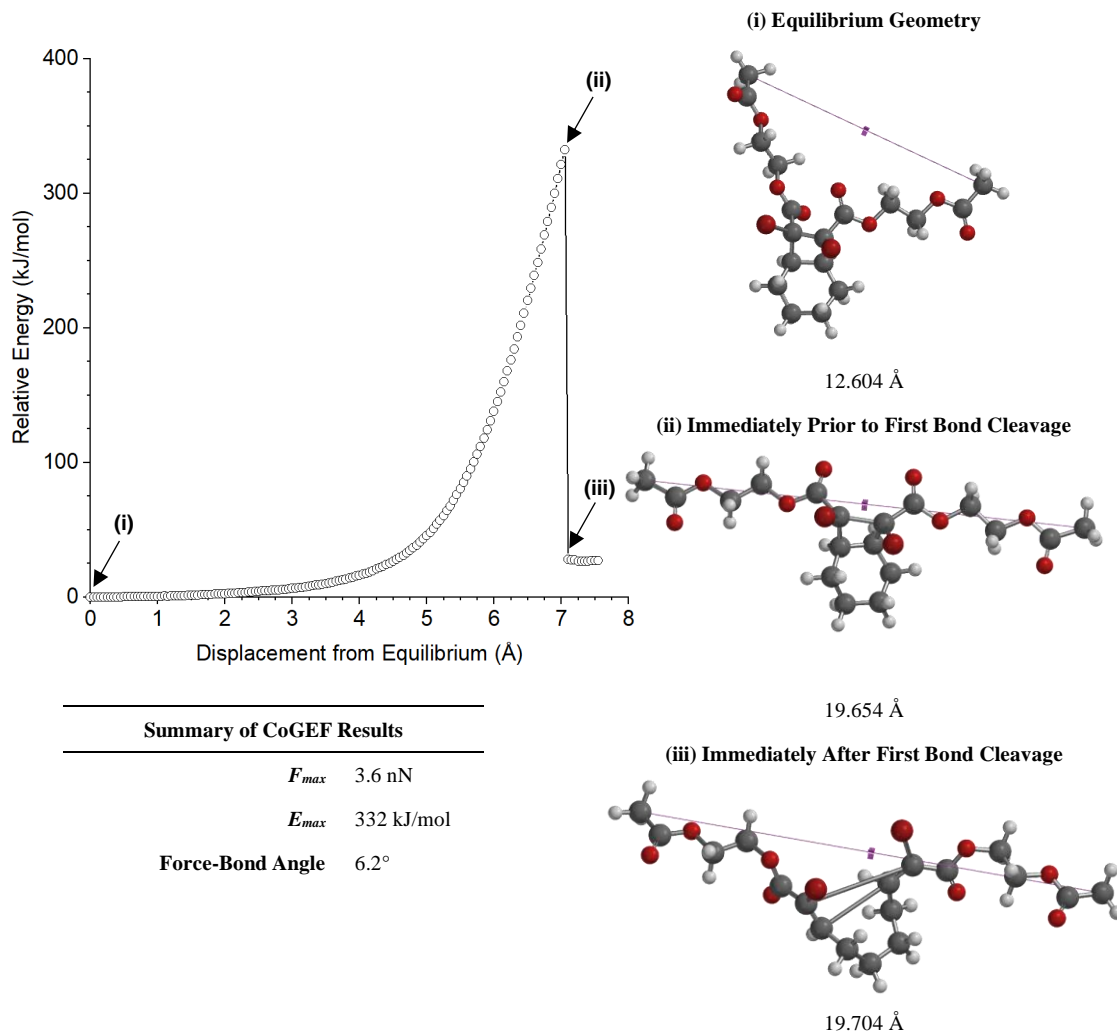 (i) Equilibrium Geometry
400
300
200
100
0
Relative Energy (kJ/mol)
(i)
(ii)
(iii)
0 1 2 3 4 5 6 7 8
Displacement from Equilibrium (Å)
12.604 Å
(ii) Immediately Prior to First Bond Cleavage
19.654 Å
(iii) Immediately After First Bond Cleavage
19.704 Å
Summary of CoGEF Results
Fmax 3.6 nN
Emax 332 kJ/mol
Force-Bond Angle 6.2°